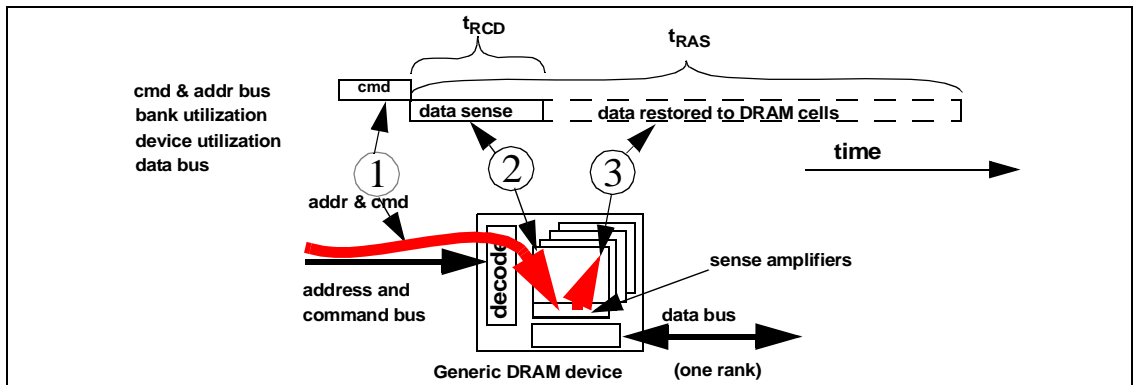 tRCD
tRAS
cmd & addr bus
bank utilization
device utilization
data bus
cmd
data sense
data restored to DRAM cells
time
1
2
3
addr & cmd
decode
sense amplifiers
address and
command bus
data bus
Generic DRAM device
(one rank)